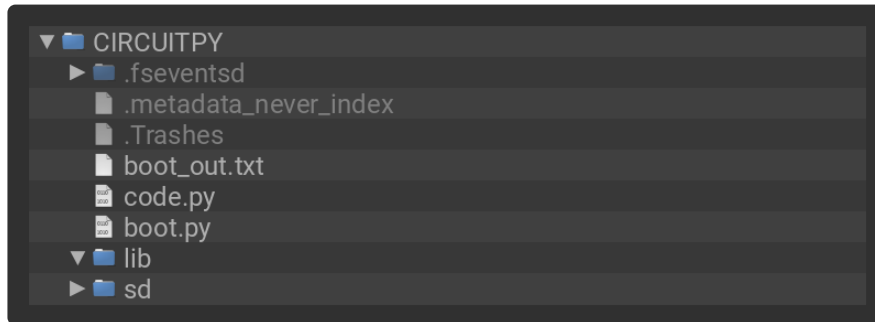 CIRCUITPY
.fseventsd
.metadata_never_index
.Trashes
boot_out.txt
code.py
boot.py
lib
sd